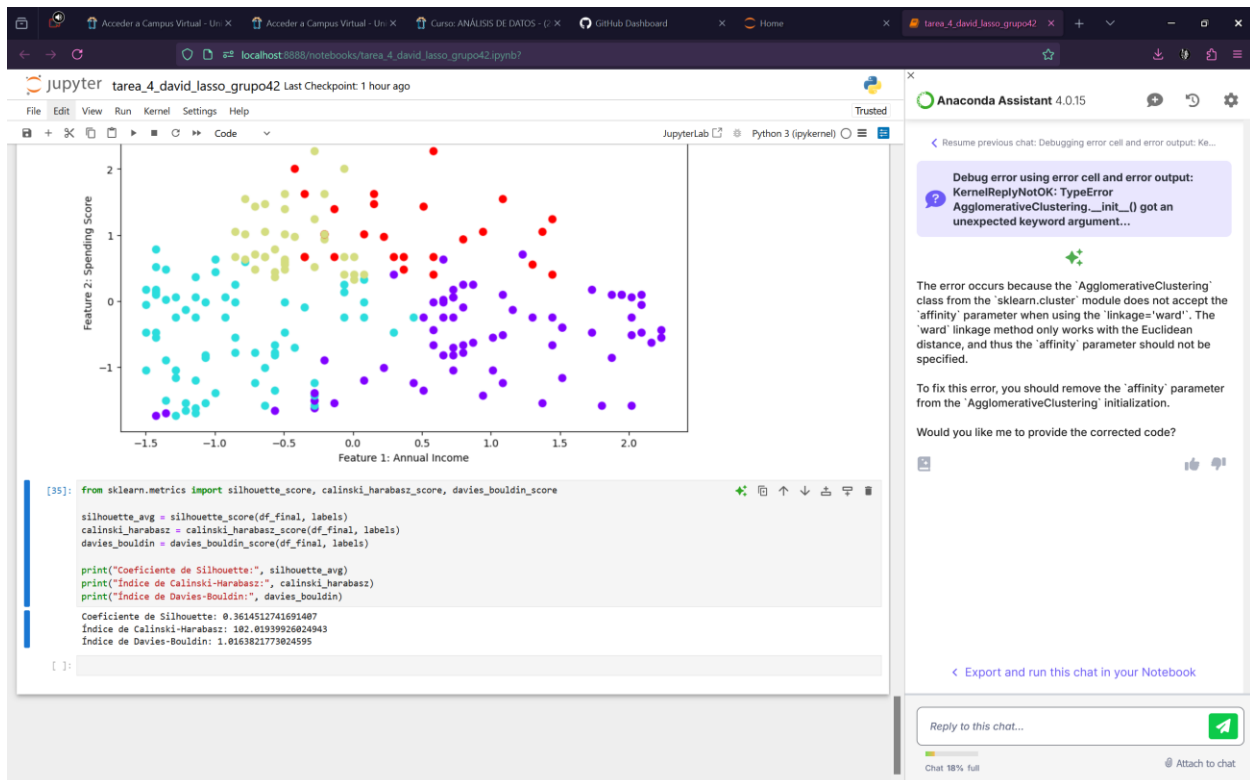 Acceder a Campus Virtual - Uni
Acceder a Campus Virtual - Uni
Curso: ANÁLISIS DE DATOS - (2
GitHub Dashboard
Home
tarea_4_david_lasso_grupo42
localhost:8888/notebooks/tarea_4_david_lasso_grupo42.ipynb?
jupyter tarea_4_david_lasso_grupo42 Last Checkpoint: 1 hour ago
File Edit View Run Kernel Settings Help
Trusted
Code
JupyterLab
Python 3 (ipykernel)
2
1
0
−1
Feature 2: Spending Score
−1.5 −1.0 −0.5 0.0 0.5 1.0 1.5 2.0
Feature 1: Annual Income
[35]: from sklearn.metrics import silhouette_score, calinski_harabasz_score, davies_bouldin_score
silhouette_avg = silhouette_score(df_final, labels)
calinski_harabasz = calinski_harabasz_score(df_final, labels)
davies_bouldin = davies_bouldin_score(df_final, labels)
print("Coeficiente de Silhouette:", silhouette_avg)
print("Índice de Calinski-Harabasz:", calinski_harabasz)
print("Índice de Davies-Bouldin:", davies_bouldin)
Coeficiente de Silhouette: 0.3614512741691407
Índice de Calinski-Harabasz: 102.01939926024943
Índice de Davies-Bouldin: 1.0163821773024595
[ ]:
Anaconda Assistant 4.0.15
Resume previous chat: Debugging error cell and error output: Ke...
Debug error using error cell and error output:
KernelReplyNotOK: TypeError
AgglomerativeClustering.__init__() got an
unexpected keyword argument...
The error occurs because the `AgglomerativeClustering`
class from the `sklearn.cluster` module does not accept the
`affinity` parameter when using the `linkage='ward'`. The
`ward` linkage method only works with the Euclidean
distance, and thus the `affinity` parameter should not be
specified.
To fix this error, you should remove the `affinity` parameter
from the `AgglomerativeClustering` initialization.
Would you like me to provide the corrected code?
Export and run this chat in your Notebook
Reply to this chat...
Chat 18% full
Attach to chat